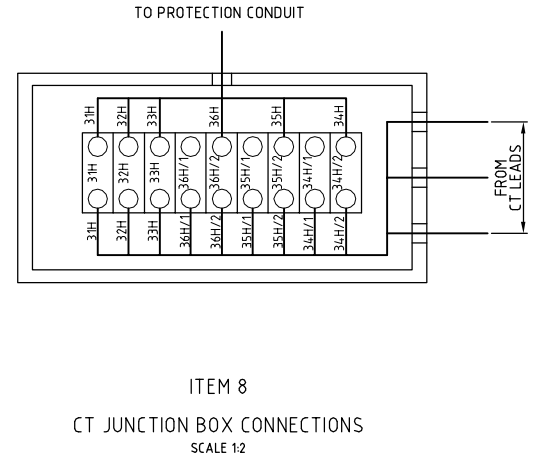 TO PROTECTION CONDUIT
31H 32H 33H 36H 35H 34H
31H 32H 33H 36H/1 36H/2 35H/1 35H/2 34H/1 34H/2
31H 32H 33H 36H/1 36H/2 35H/1 35H/2 34H/1 34H/2
FROM
CT LEADS
ITEM 8
CT JUNCTION BOX CONNECTIONS
SCALE 1:2